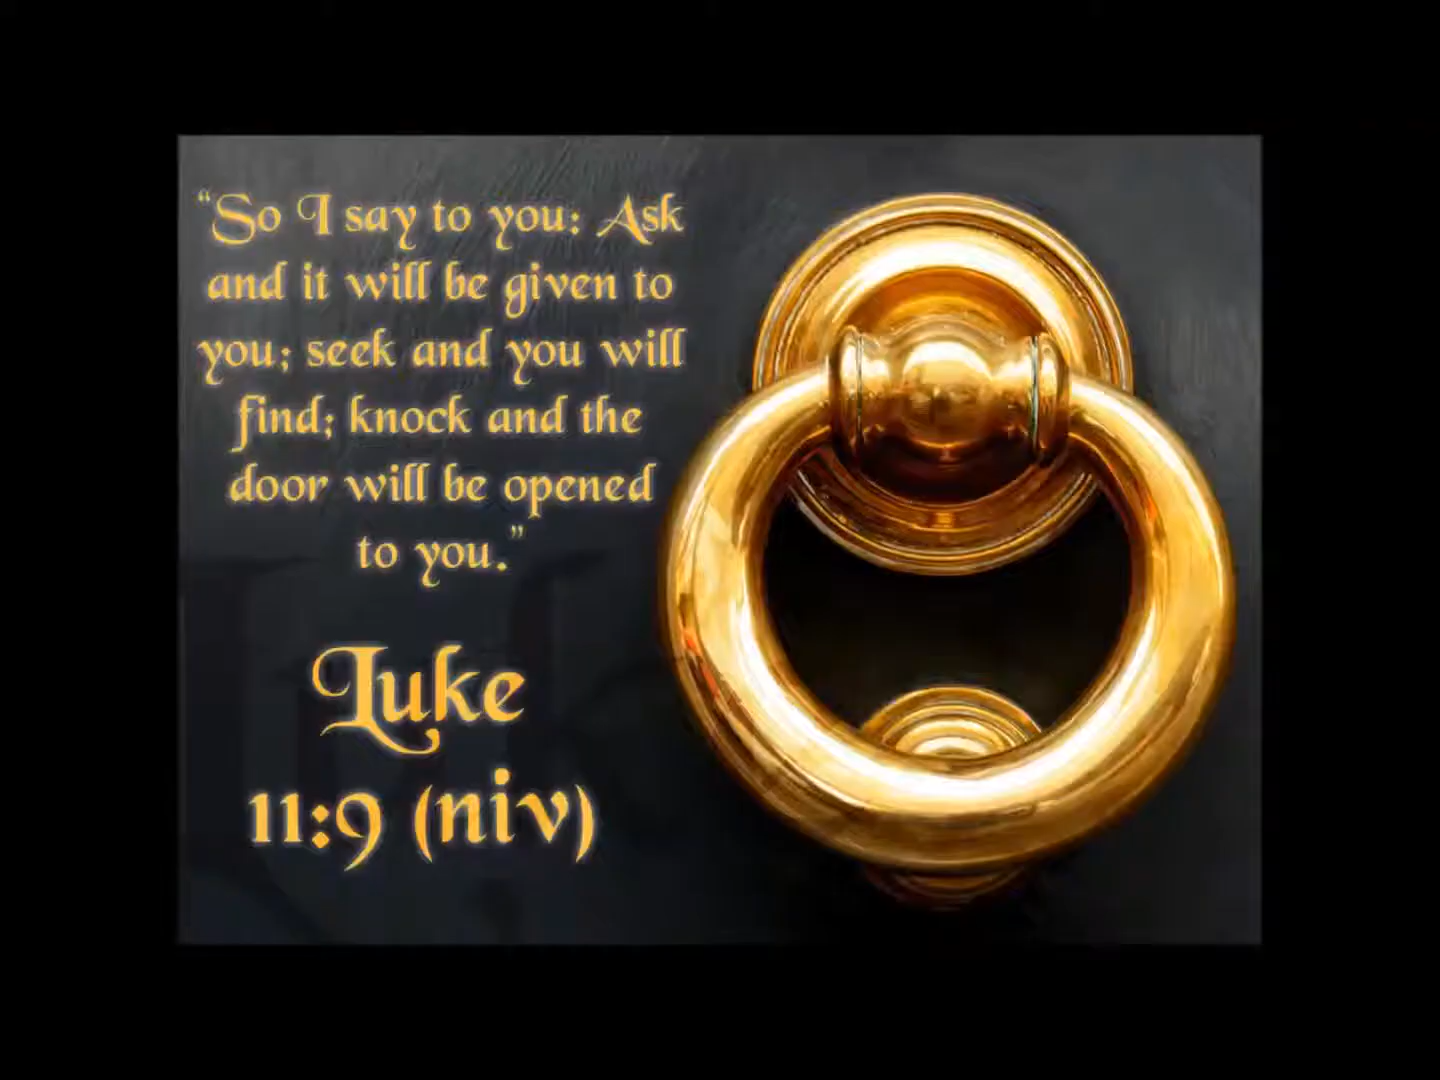 “So I say to you: Ask
and it will be given to
you; seek and you will
find; knock and the
door will be opened
to you.”
Luke
11:9 (niv)